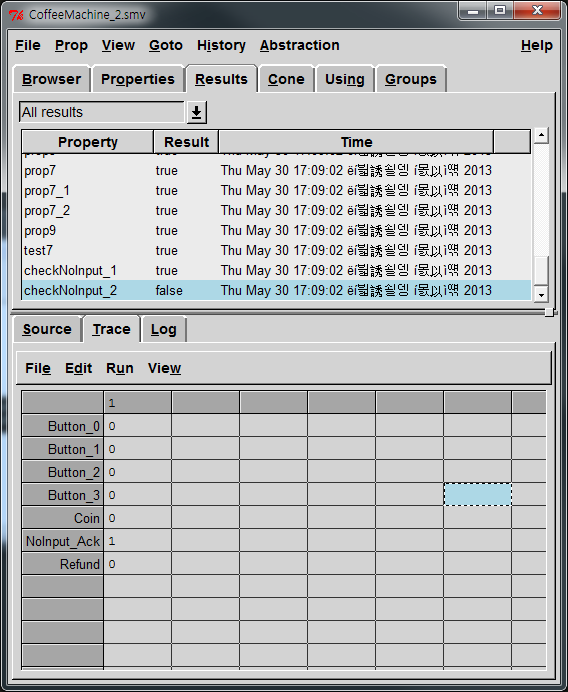 CoffeeMachine_2.smv
File Prop View Goto History Abstraction Help
Browser Properties Results Cone Using Groups
All results
Property Result Time
prop7 true Thu May 30 17:09:02 2013
prop7_1 true Thu May 30 17:09:02 2013
prop7_2 true Thu May 30 17:09:02 2013
prop9 true Thu May 30 17:09:02 2013
test7 true Thu May 30 17:09:02 2013
checkNoInput_1 true Thu May 30 17:09:02 2013
checkNoInput_2 false Thu May 30 17:09:02 2013
Source Trace Log
File Edit Run View
1
Button_0 0
Button_1 0
Button_2 0
Button_3 0
Coin 0
NoInput_Ack 1
Refund 0